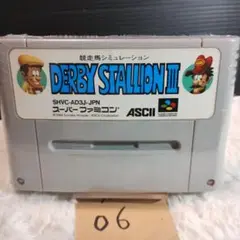 競走馬シミュレーション
DERBY STALLION III
SHVC-AD3J-JPN
スーパーファミコン
ASCII
06